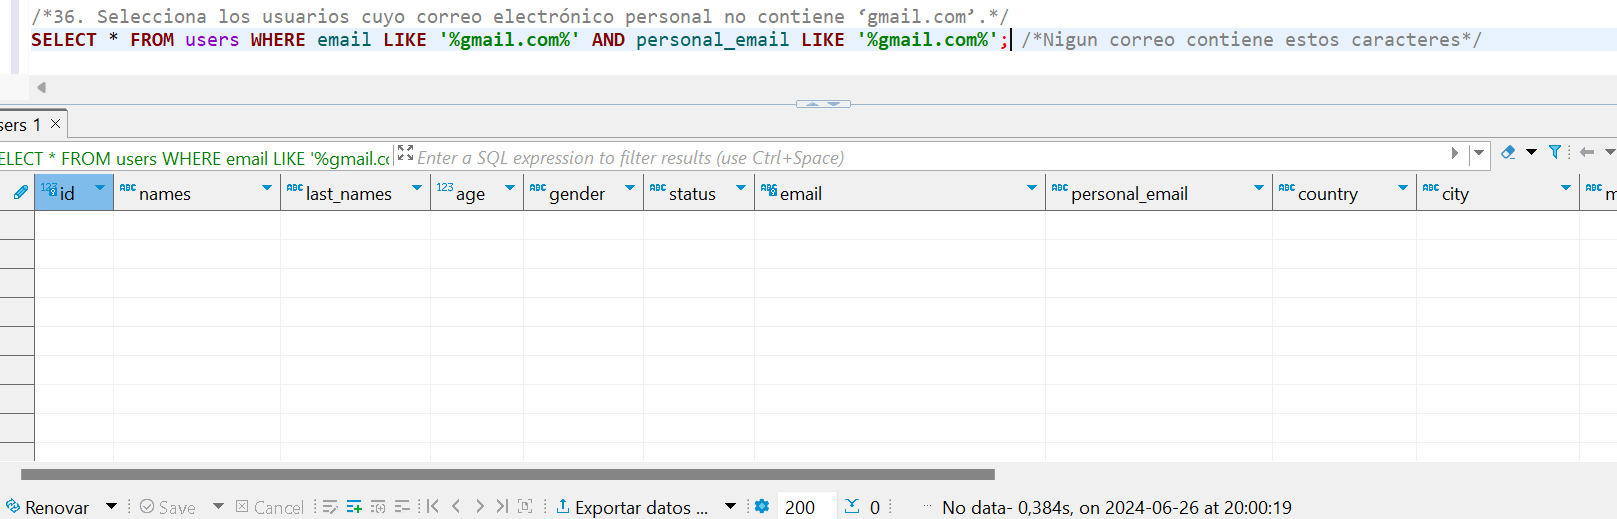 /*36. Selecciona los usuarios cuyo correo electrónico personal no contiene ‘gmail.com’.*/
SELECT * FROM users WHERE email LIKE '%gmail.com%' AND personal_email LIKE '%gmail.com%'; /*Nigun correo contiene estos caracteres*/
sers 1
ELECT * FROM users WHERE email LIKE '%gmail.co Enter a SQL expression to filter results (use Ctrl+Space)
123 id ABC names ABC last_names 123 age ABC gender ABC status ABC email ABC personal_email ABC country ABC city ABC m
Renovar Save Cancel Exportar datos ... 200 0 ... No data- 0,384s, on 2024-06-26 at 20:00:19